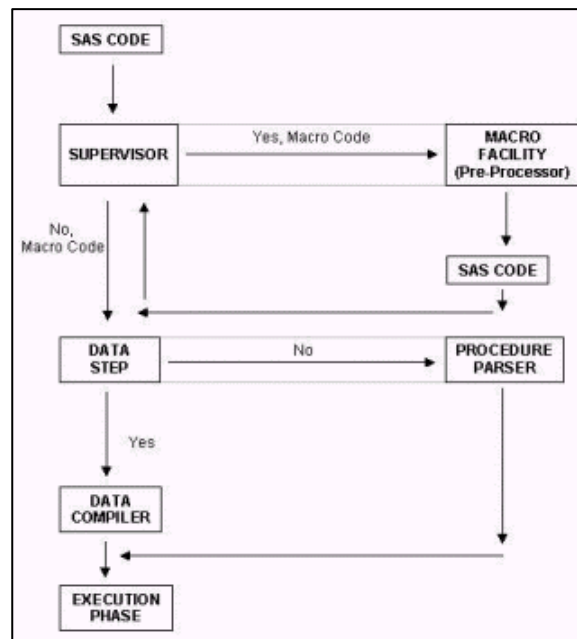 SAS CODE
SUPERVISOR
Yes, Macro Code
MACRO
FACILITY
(Pre-Processor)
No,
Macro Code
SAS CODE
DATA
STEP
No
PROCEDURE
PARSER
Yes
DATA
COMPILER
EXECUTION
PHASE